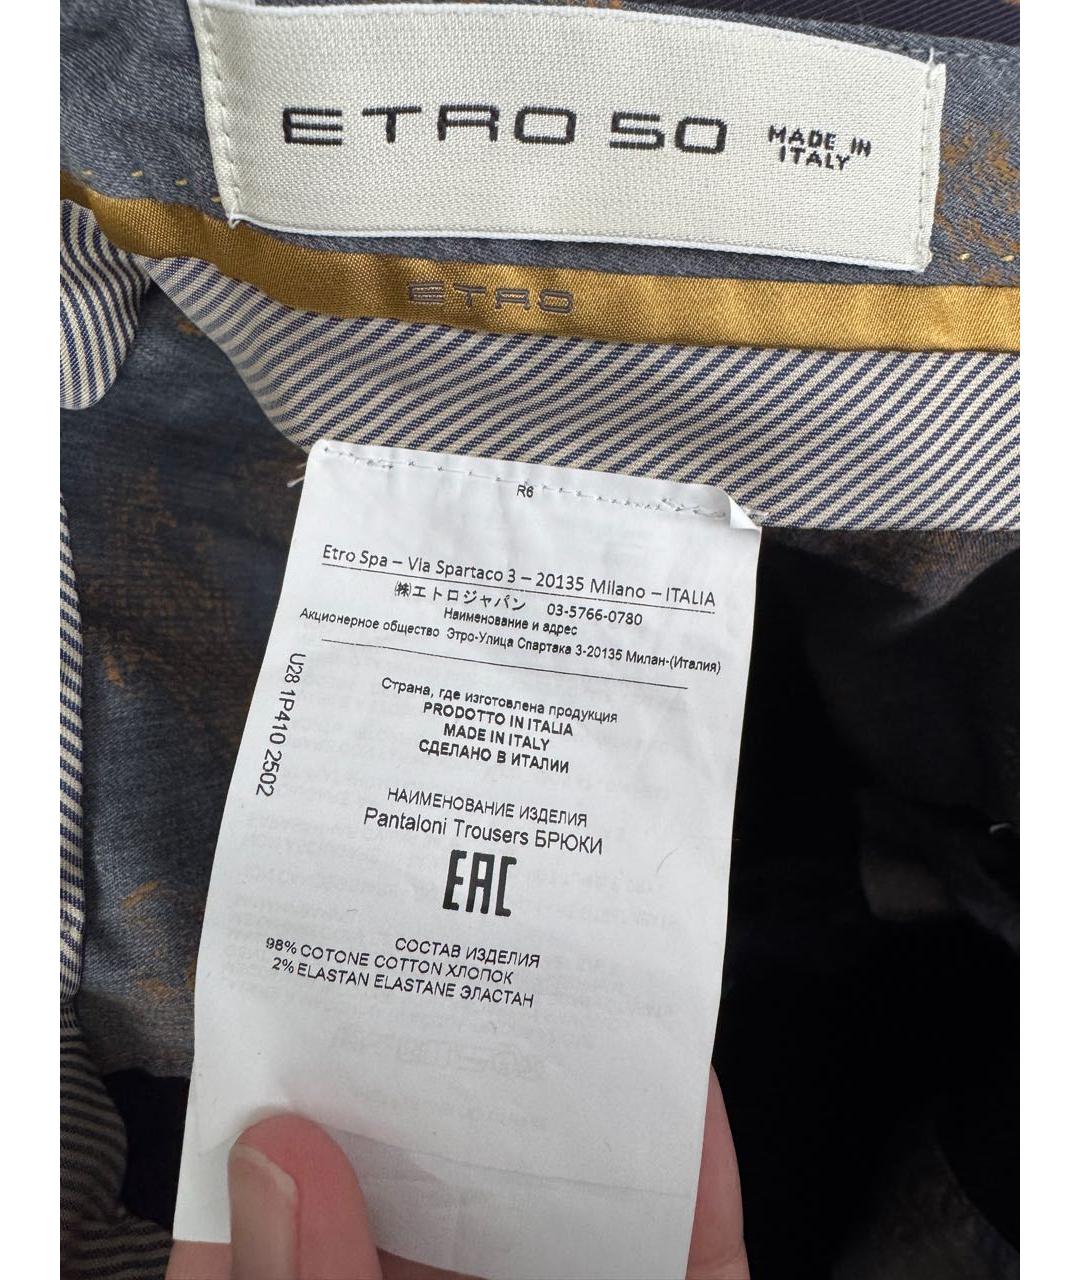 ETRO 50 MADE IN
ITALY
ETRO
R6
Etro Spa – Via Spartaco 3 – 20135 Milano – ITALIA
㈱エトロジャパン 03-5766-0780
Наименование и адрес
Акционерное общество Этро-Улица Спартака 3-20135 Милан-(Италия)
Страна, где изготовлена продукция
PRODOTTO IN ITALIA
MADE IN ITALY
СДЕЛАНО В ИТАЛИИ
U28 1P410 2502
НАИМЕНОВАНИЕ ИЗДЕЛИЯ
Pantaloni Trousers БРЮКИ
EAC
СОСТАВ ИЗДЕЛИЯ
98% COTONE COTTON ХЛОПОК
2% ELASTAN ELASTANE ЭЛАСТАН